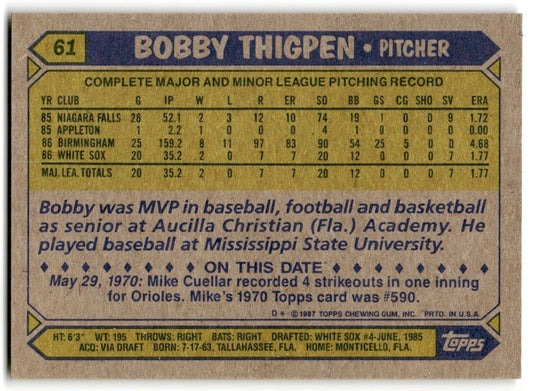 61 BOBBY THIGPEN • PITCHER
COMPLETE MAJOR AND MINOR LEAGUE PITCHING RECORD
YR CLUB G IP W L R ER SO BB GS CG SHO SV ERA
85 NIAGARA FALLS 28 52.1 2 3 12 10 74 19 1 0 0 9 1.72
85 APPLETON 1 2.2 1 0 0 0 4 1 0 0 0 0 0.00
86 BIRMINGHAM 25 159.2 8 11 97 83 90 54 25 5 0 0 4.68
86 WHITE SOX 20 35.2 2 0 7 7 20 12 0 0 0 7 1.77
MAJ. LEA. TOTALS 20 35.2 2 0 7 7 20 12 0 0 0 7 1.77
Bobby was MVP in baseball, football and basketball
as senior at Aucilla Christian (Fla.) Academy. He
played baseball at Mississippi State University.
ON THIS DATE
May 29, 1970: Mike Cuellar recorded 4 strikeouts in one inning
for Orioles. Mike's 1970 Topps card was #590.
D* © 1987 TOPPS CHEWING GUM, INC. PRTD. IN U.S.A.
HT: 6'3" WT: 195 THROWS: RIGHT BATS: RIGHT DRAFTED: WHITE SOX #4-JUNE, 1985
ACQ: VIA DRAFT BORN: 7-17-63, TALLAHASSEE, FLA. HOME: MONTICELLO, FLA.
Topps